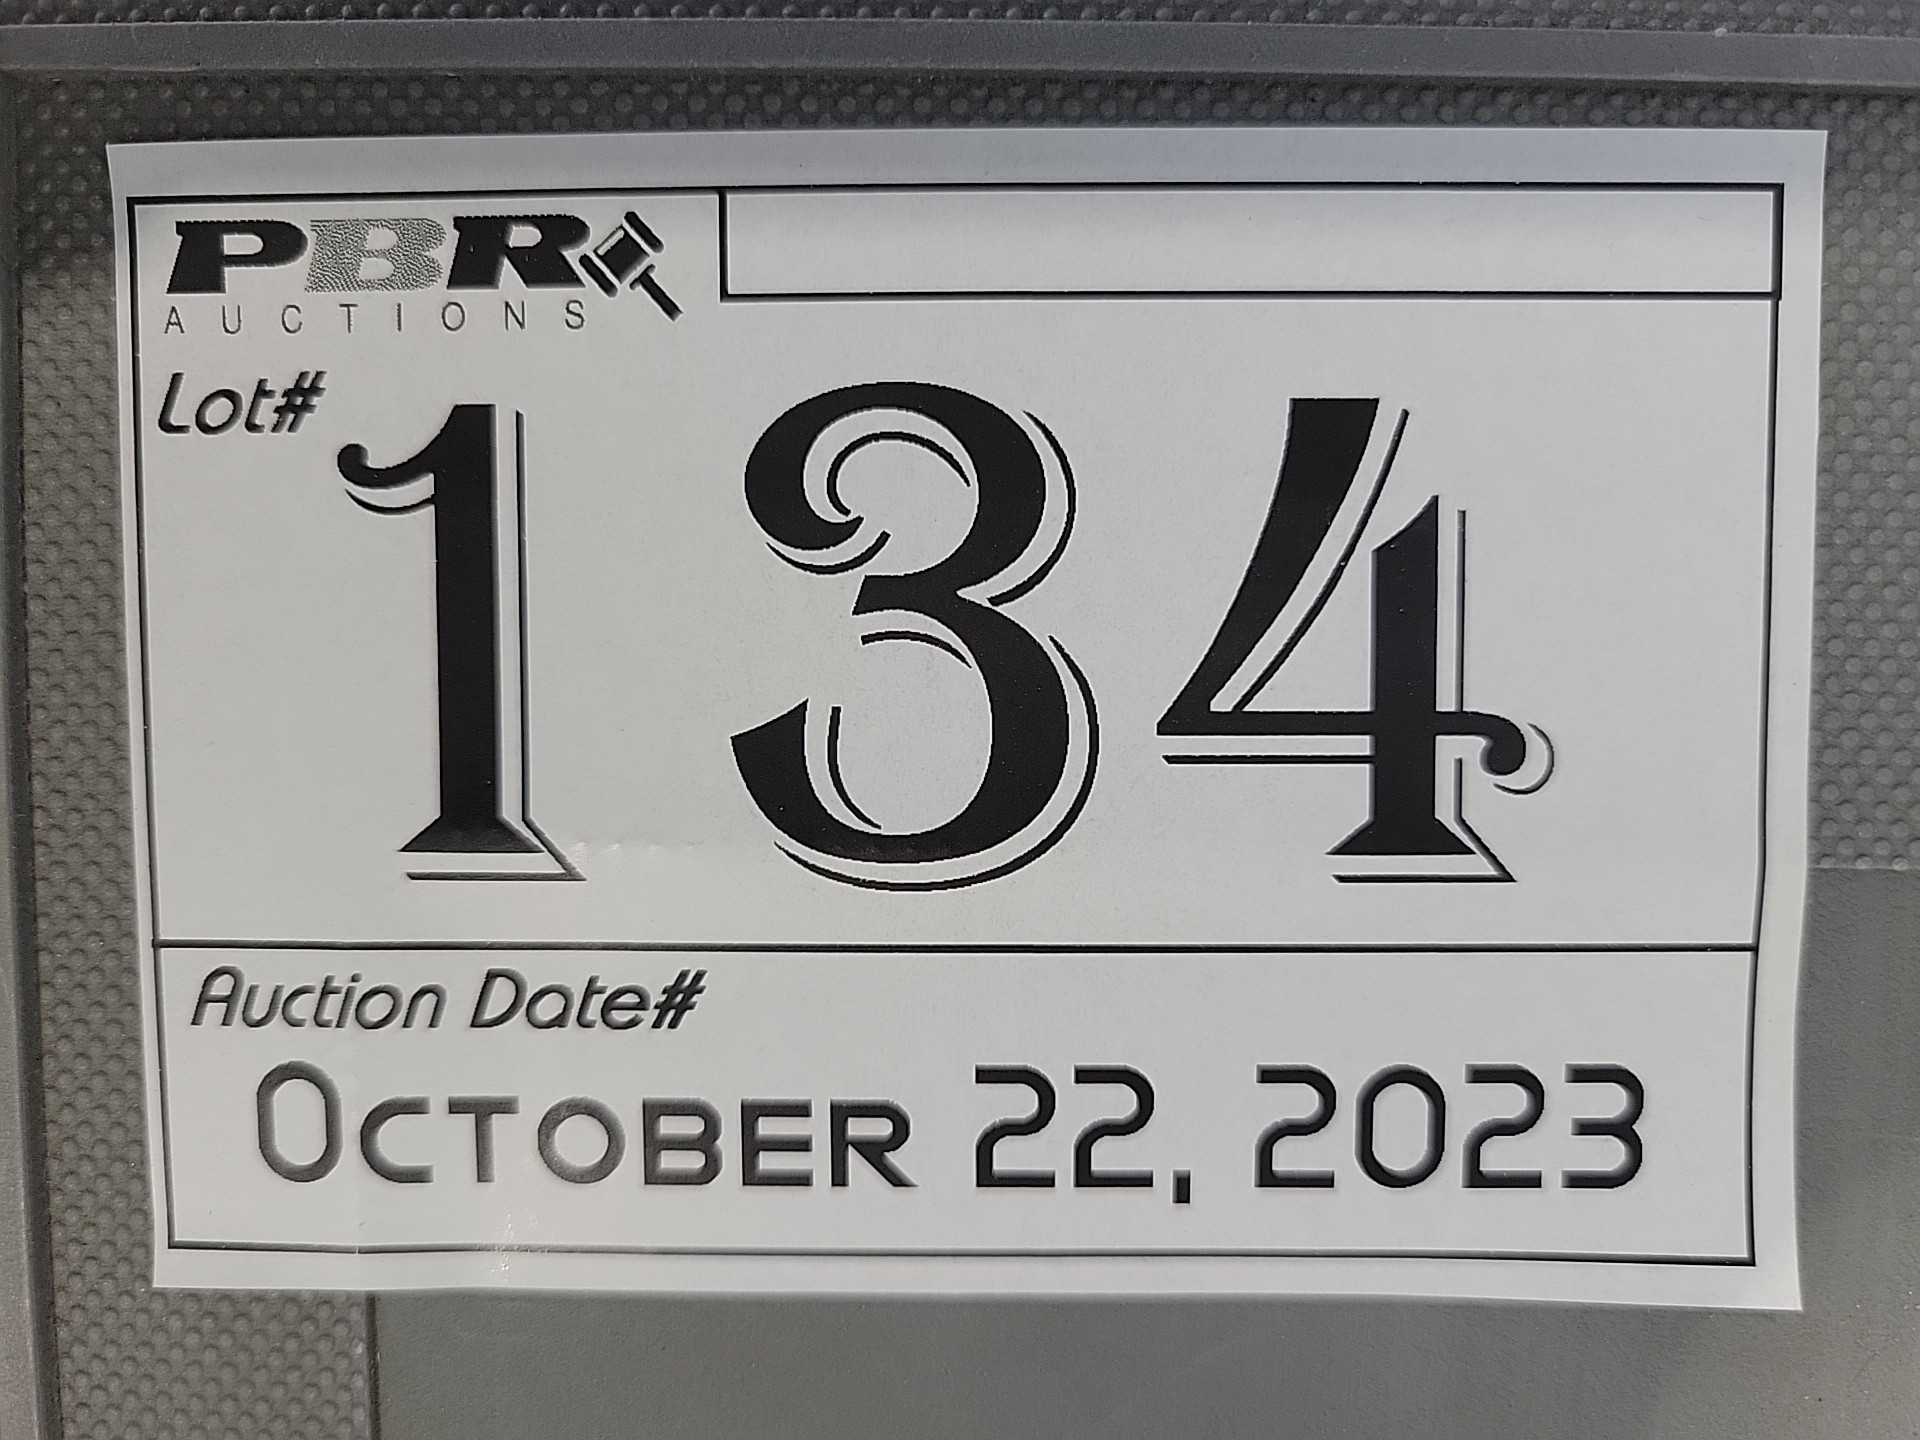 PBR
AUCTIONS
Lot#
134
Auction Date#
October 22, 2023